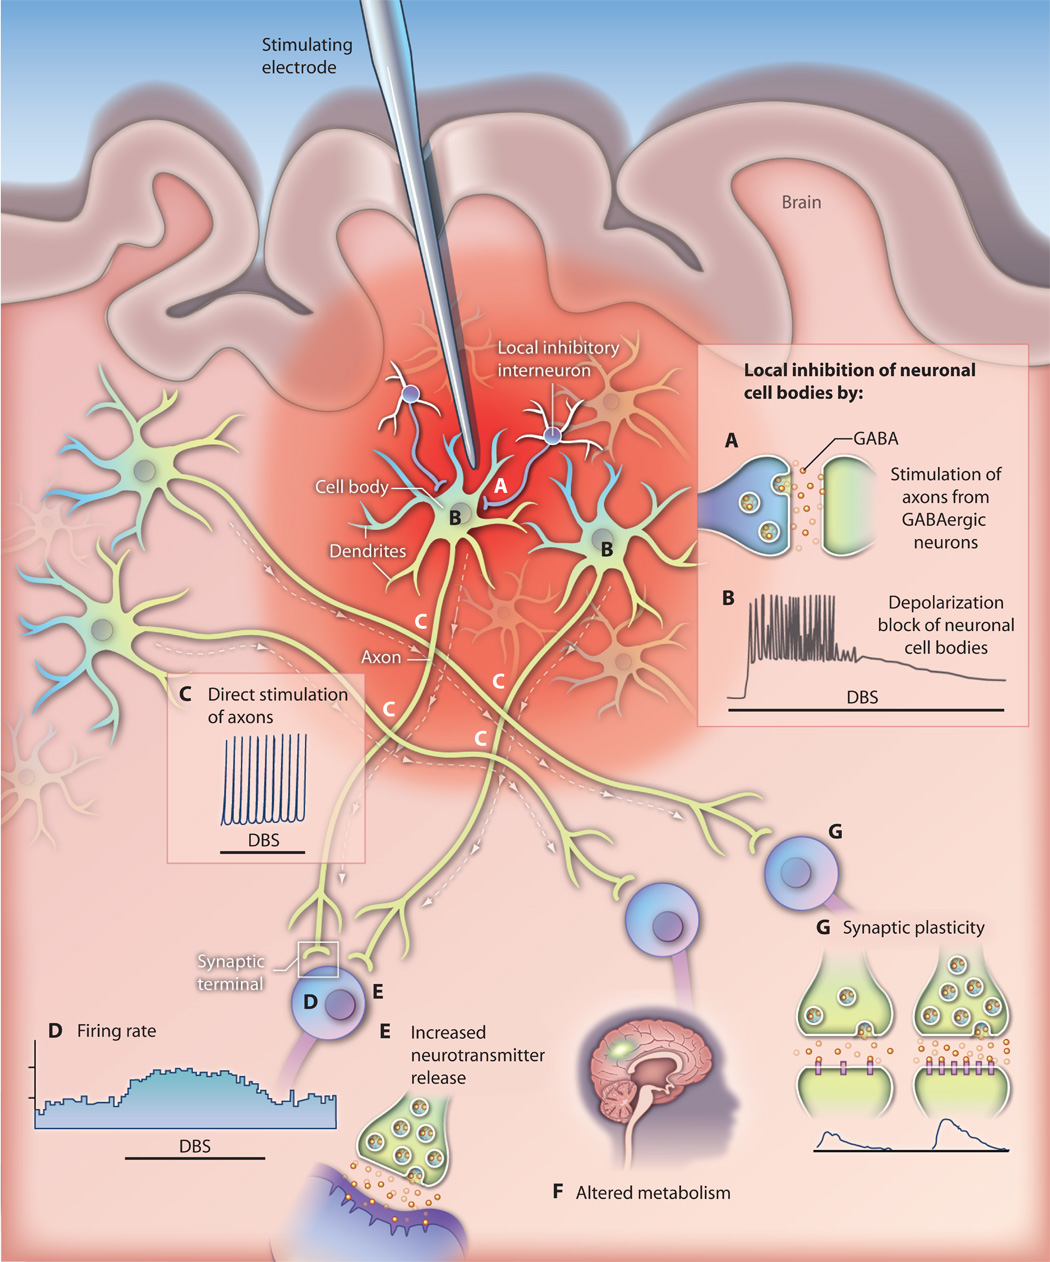 Stimulating
electrode
Brain
Local inhibitory
interneuron
Cell body
Dendrites
A
B
B
C
Axon
C
C
C
Local inhibition of neuronal
cell bodies by:
A
GABA
Stimulation of
axons from
GABAergic
neurons
B
Depolarization
block of neuronal
cell bodies
DBS
C Direct stimulation
of axons
DBS
G
G Synaptic plasticity
Synaptic
terminal
D
E
D Firing rate
DBS
E Increased
neurotransmitter
release
F Altered metabolism